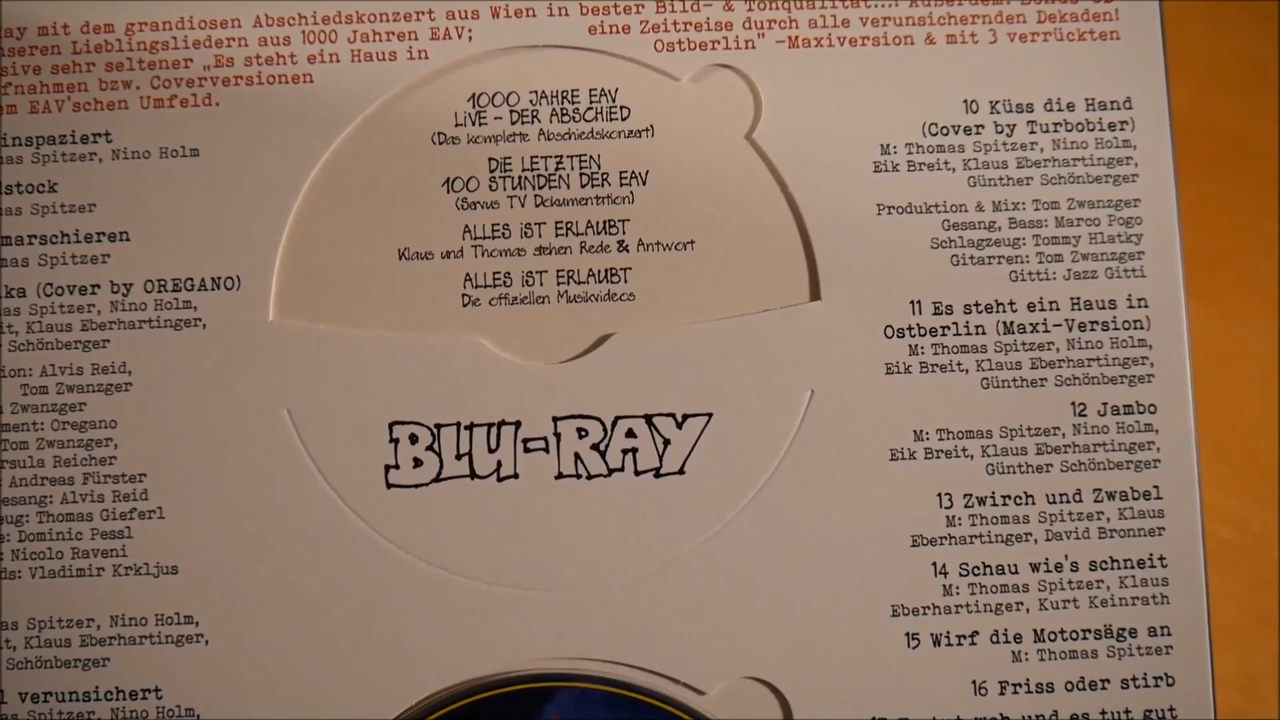 ay mit dem grandiosen Abschiedskonzert aus Wien in bester Bild- & Tonqualität...! Außerdem:
seren Lieblingsliedern aus 1000 Jahren EAV;
eine Zeitreise durch alle verunsichernden Dekaden!
sive sehr seltener „Es steht ein Haus in
Ostberlin" -Maxiversion & mit 3 verrückten
fnahmen bzw. Coverversionen
m EAV'schen Umfeld.
inspaziert
as Spitzer, Nino Holm
stock
as Spitzer
marschieren
as Spitzer
ka (Cover by OREGANO)
as Spitzer, Nino Holm,
it, Klaus Eberhartinger,
Schönberger
ion: Alvis Reid,
Tom Zwanzger
Zwanzger
ment: Oregano
Tom Zwanzger,
rsula Reicher
Andreas Fürster
esang: Alvis Reid
eug: Thomas Gieferl
e: Dominic Pessl
: Nicolo Raveni
ds: Vladimir Krkljus
as Spitzer, Nino Holm,
it, Klaus Eberhartinger,
Schönberger
l verunsichert
as Spitzer, Nino Holm,
1000 JAHRE EAV
LiVE - DER ABSCHiED
(Das komplette Abschiedskonzert)
DiE LETZTEN
100 STUNDEN DER EAV
(Servus TV Dokumentation)
ALLES iST ERLAUBT
Klaus und Thomas stehen Rede & Antwort
ALLES iST ERLAUBT
Die offiziellen Musikvideos
BLU-RAY
10 Küss die Hand
(Cover by Turbobier)
M: Thomas Spitzer, Nino Holm,
Eik Breit, Klaus Eberhartinger,
Günther Schönberger
Produktion & Mix: Tom Zwanzger
Gesang, Bass: Marco Pogo
Schlagzeug: Tommy Hlatky
Gitarren: Tom Zwanzger
Gitti: Jazz Gitti
11 Es steht ein Haus in
Ostberlin (Maxi-Version)
M: Thomas Spitzer, Nino Holm,
Eik Breit, Klaus Eberhartinger,
Günther Schönberger
12 Jambo
M: Thomas Spitzer, Nino Holm,
Eik Breit, Klaus Eberhartinger,
Günther Schönberger
13 Zwirch und Zwabel
M: Thomas Spitzer, Klaus
Eberhartinger, David Bronner
14 Schau wie's schneit
M: Thomas Spitzer, Klaus
Eberhartinger, Kurt Keinrath
15 Wirf die Motorsäge an
M: Thomas Spitzer
16 Friss oder stirb
und es tut gut